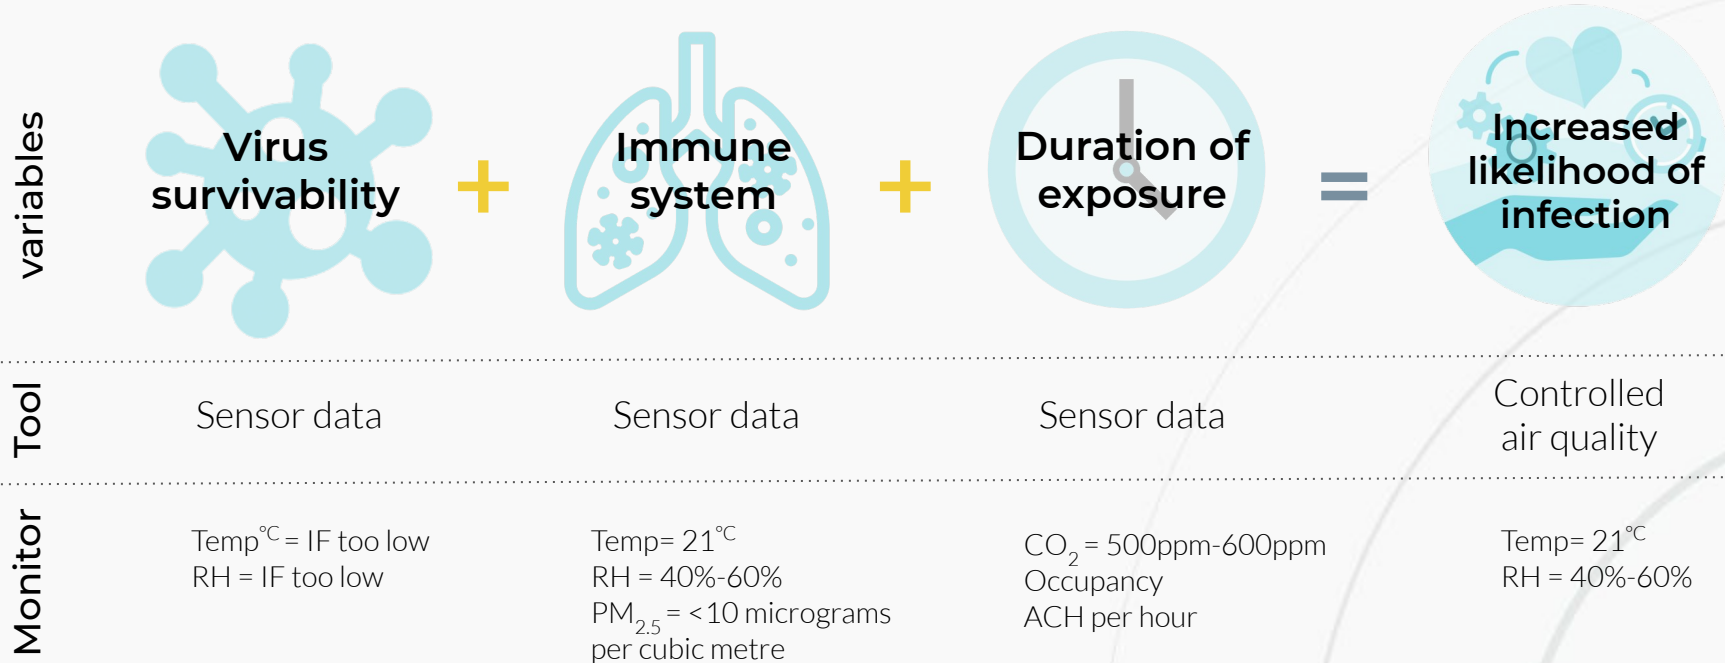 variables
Virus
survivability
+
Immune
system
+
Duration of
exposure
=
Increased
likelihood of
infection
Tool
Sensor data
Sensor data
Sensor data
Controlled
air quality
Monitor
Temp°C = IF too low
RH = IF too low
Temp= 21°C
RH = 40%-60%
PM2.5 = <10 micrograms
per cubic metre
CO2 = 500ppm-600ppm
Occupancy
ACH per hour
Temp= 21°C
RH = 40%-60%